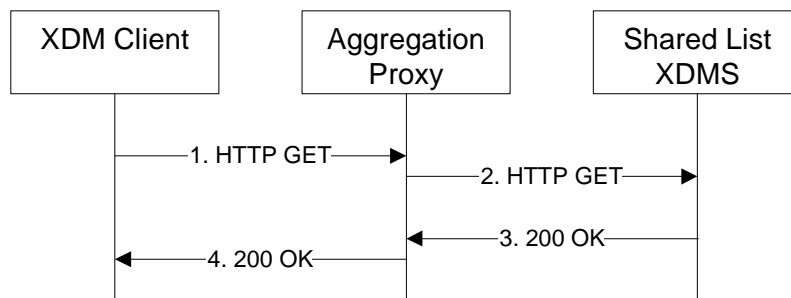 XDM Client
Aggregation
Proxy
Shared List
XDMS
1. HTTP GET
2. HTTP GET
3. 200 OK
4. 200 OK